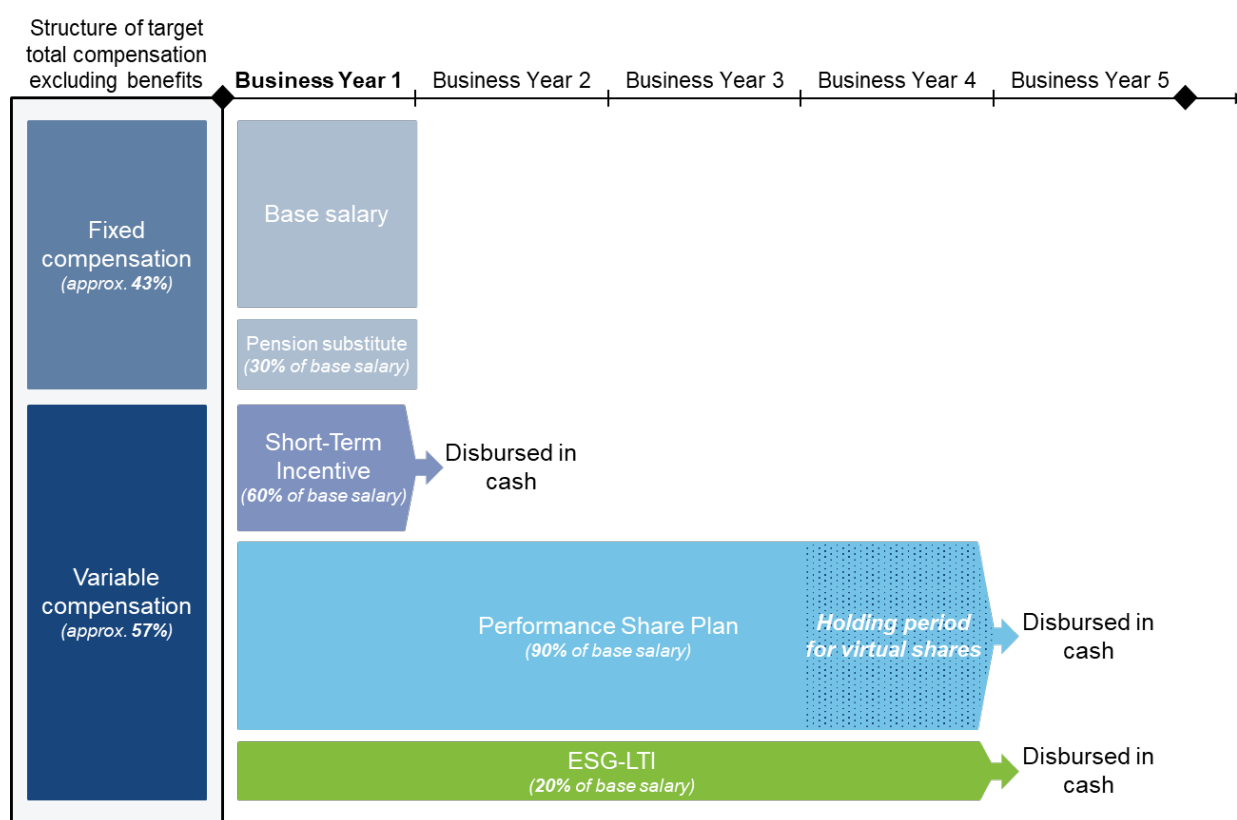 Structure of target
total compensation
excluding benefits
Business Year 1
Business Year 2
Business Year 3
Business Year 4
Business Year 5
Fixed
compensation
(approx. 43%)
Base salary
Pension substitute
(30% of base salary)
Variable
compensation
(approx. 57%)
Short-Term
Incentive
(60% of base salary)
Disbursed in
cash
Performance Share Plan
(90% of base salary)
Holding period
for virtual shares
Disbursed in
cash
ESG-LTI
(20% of base salary)
Disbursed in
cash